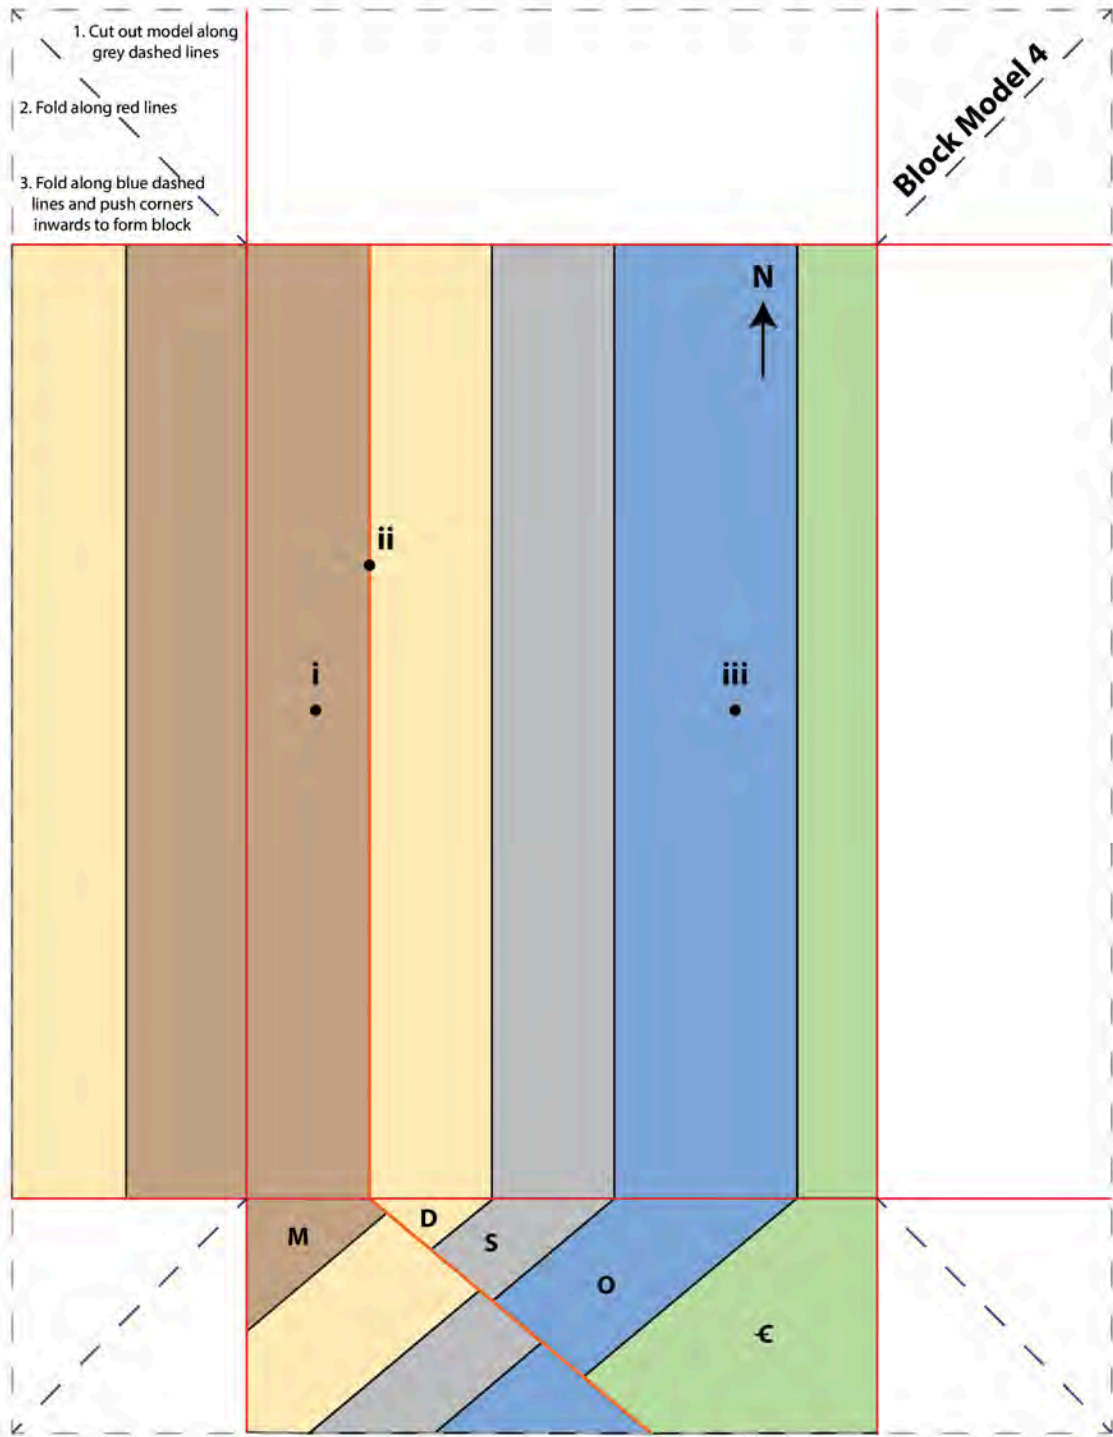 1. Cut out model along
grey dashed lines
2. Fold along red lines
3. Fold along blue dashed
lines and push corners
inwards to form block
Block Model 4
N
ii
i
iii
M
D
S
O
Є